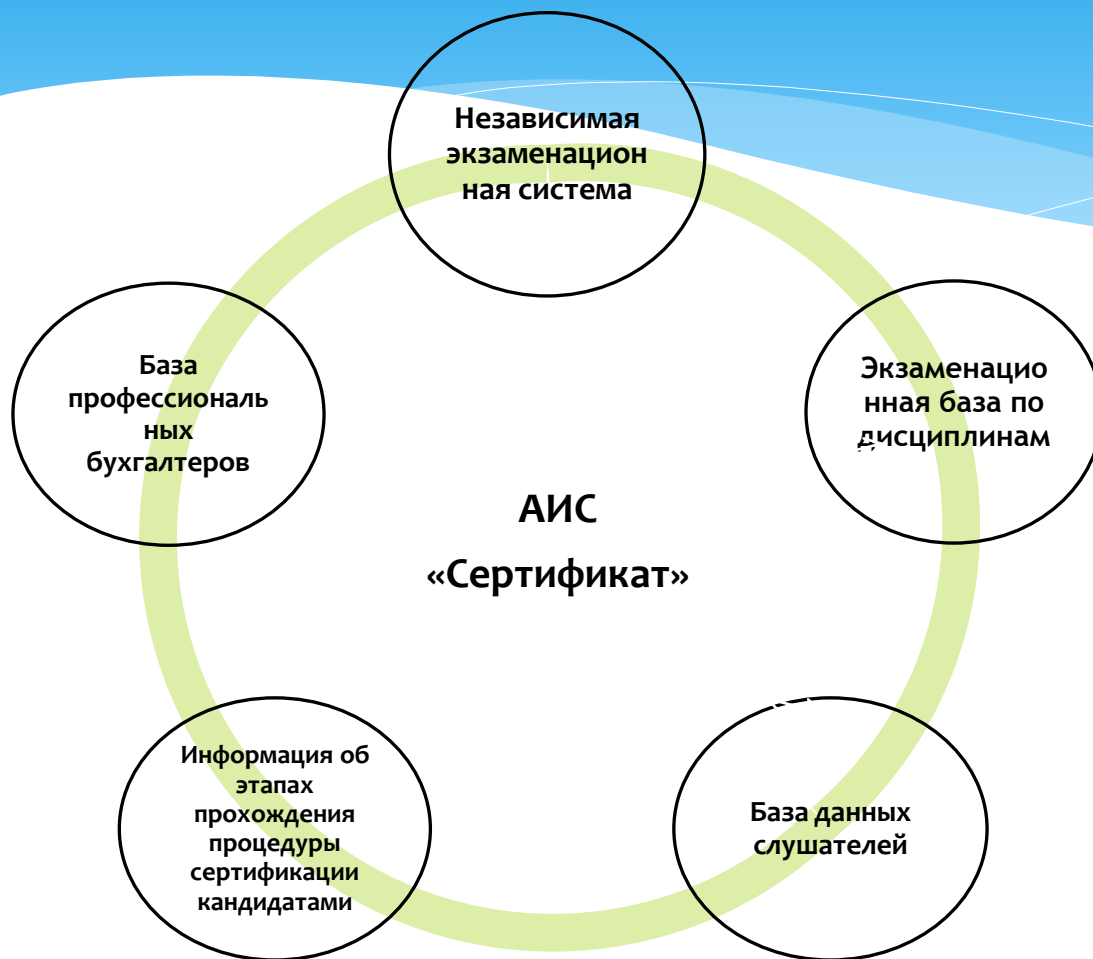 Независимая
экзаменацион
ная система
Экзаменацио
нная база по
дисциплинам
База данных
слушателей
Информация об
этапах
прохождения
процедуры
сертификации
кандидатами
База
профессиональ
ных
бухгалтеров
АИС
«Сертификат»